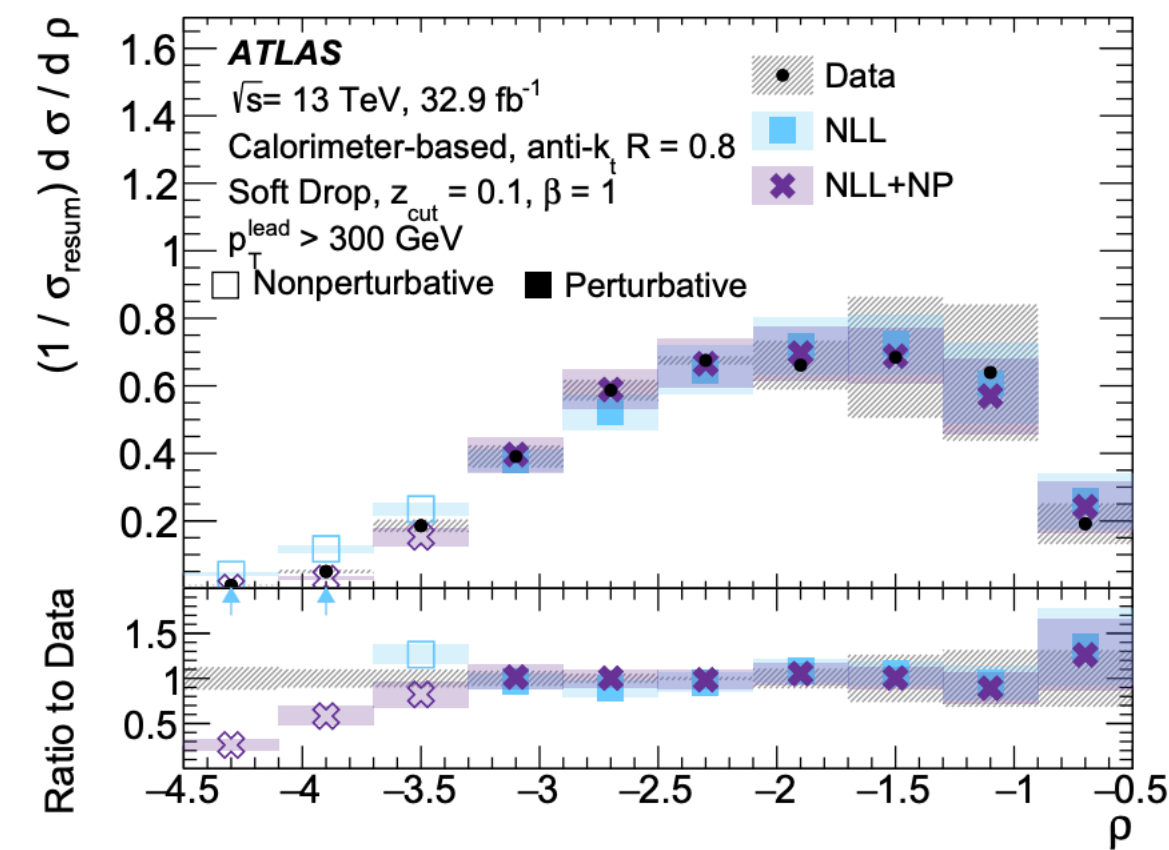 (1 / σresum) d σ / d ρ
1.6
1.4
1.2
1
0.8
0.6
0.4
0.2
ATLAS
√s= 13 TeV, 32.9 fb-1
Calorimeter-based, anti-kt R = 0.8
Soft Drop, zcut = 0.1, β = 1
pTlead > 300 GeV
Nonperturbative
Perturbative
Data
NLL
NLL+NP
Ratio to Data
1.5
1
0.5
−4.5 −4 −3.5 −3 −2.5 −2 −1.5 −1 −0.5
ρ